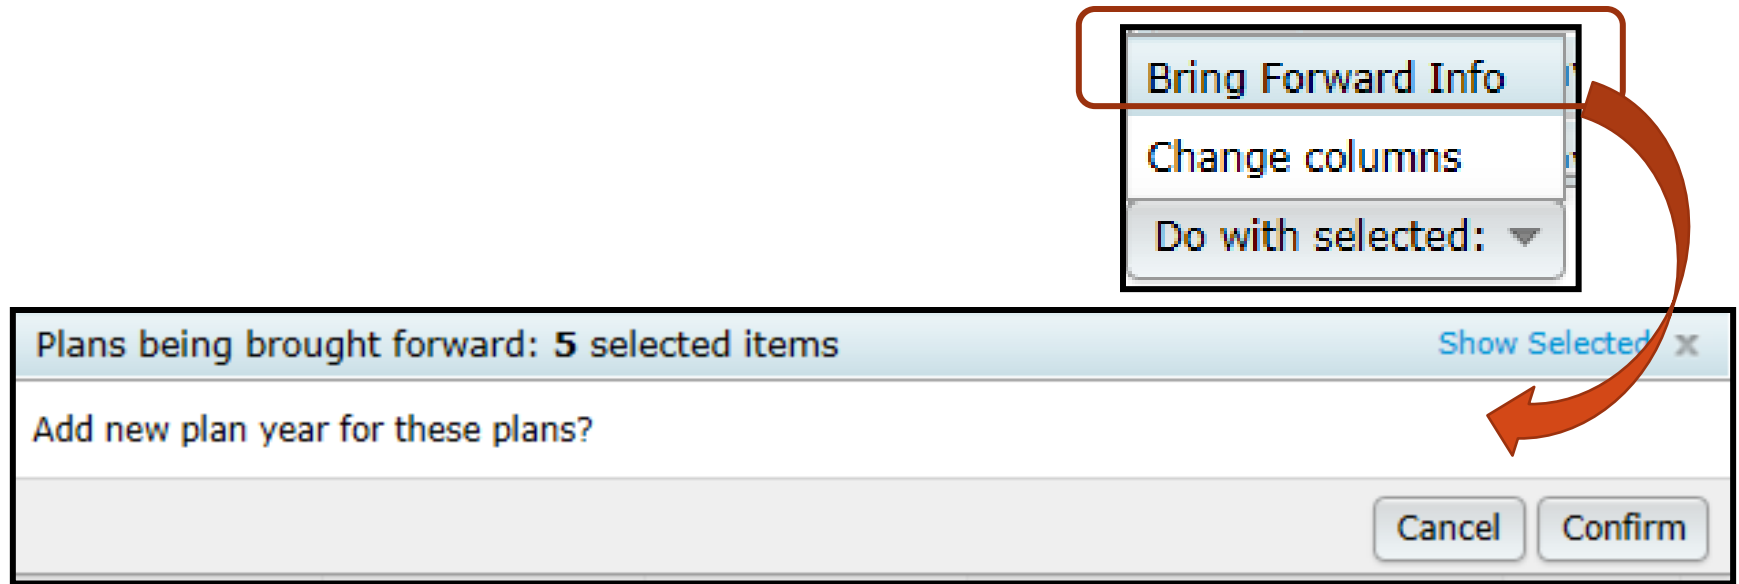 Bring Forward Info
Change columns
Do with selected:
Plans being brought forward: 5 selected items
Show Selected
Add new plan year for these plans?
Cancel
Confirm